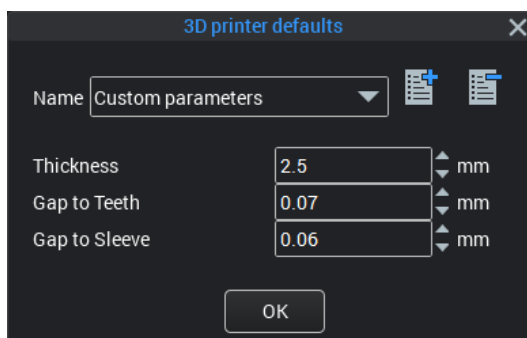 3D printer defaults
Name Custom parameters
Thickness 2.5 mm
Gap to Teeth 0.07 mm
Gap to Sleeve 0.06 mm
OK